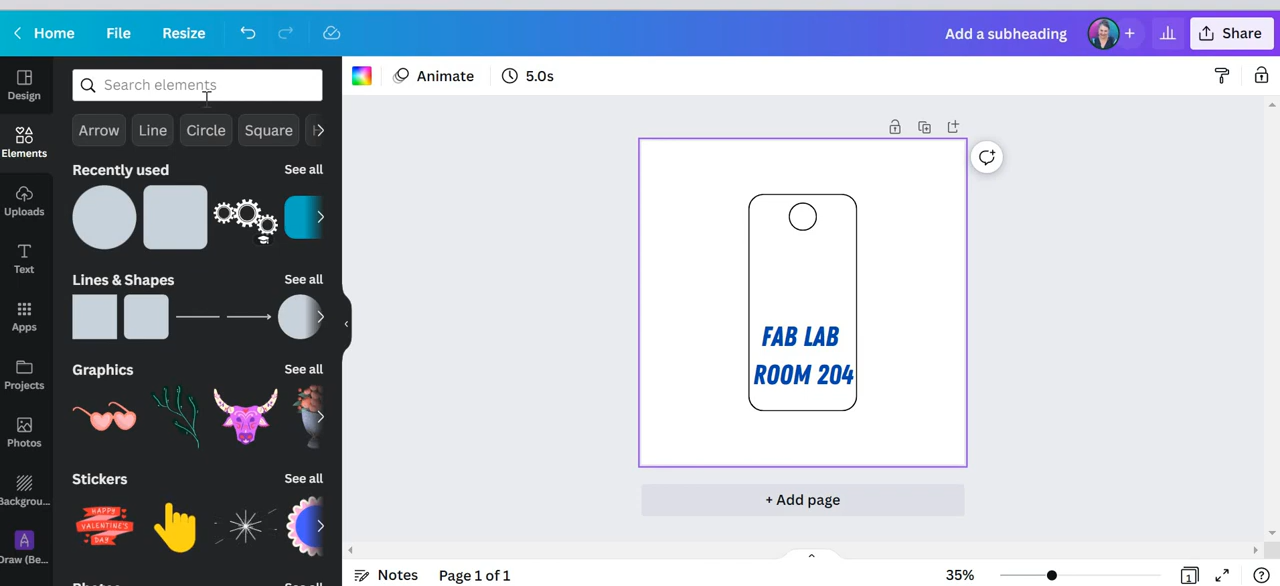 Home File Resize Add a subheading + Share
Design
Search elements
Animate 5.0s
Elements
Arrow Line Circle Square
Recently used See all
Uploads
Text
Lines & Shapes See all
Apps
Graphics See all
Projects
Photos
Stickers See all
HAPPY
VALENTINE'S
DAY
Backgrou...
Draw (Be...
FAB LAB
ROOM 204
+ Add page
Notes Page 1 of 1 35% 1